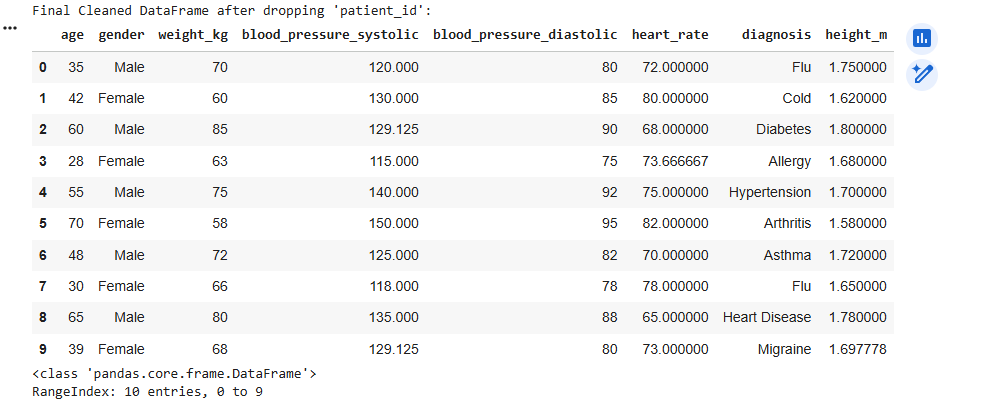 Final Cleaned DataFrame after dropping 'patient_id':
age gender weight_kg blood_pressure_systolic blood_pressure_diastolic heart_rate diagnosis height_m
0 35 Male 70 120.000 80 72.000000 Flu 1.750000
1 42 Female 60 130.000 85 80.000000 Cold 1.620000
2 60 Male 85 129.125 90 68.000000 Diabetes 1.800000
3 28 Female 63 115.000 75 73.666667 Allergy 1.680000
4 55 Male 75 140.000 92 75.000000 Hypertension 1.700000
5 70 Female 58 150.000 95 82.000000 Arthritis 1.580000
6 48 Male 72 125.000 82 70.000000 Asthma 1.720000
7 30 Female 66 118.000 78 78.000000 Flu 1.650000
8 65 Male 80 135.000 88 65.000000 Heart Disease 1.780000
9 39 Female 68 129.125 80 73.000000 Migraine 1.697778
<class 'pandas.core.frame.DataFrame'>
RangeIndex: 10 entries, 0 to 9